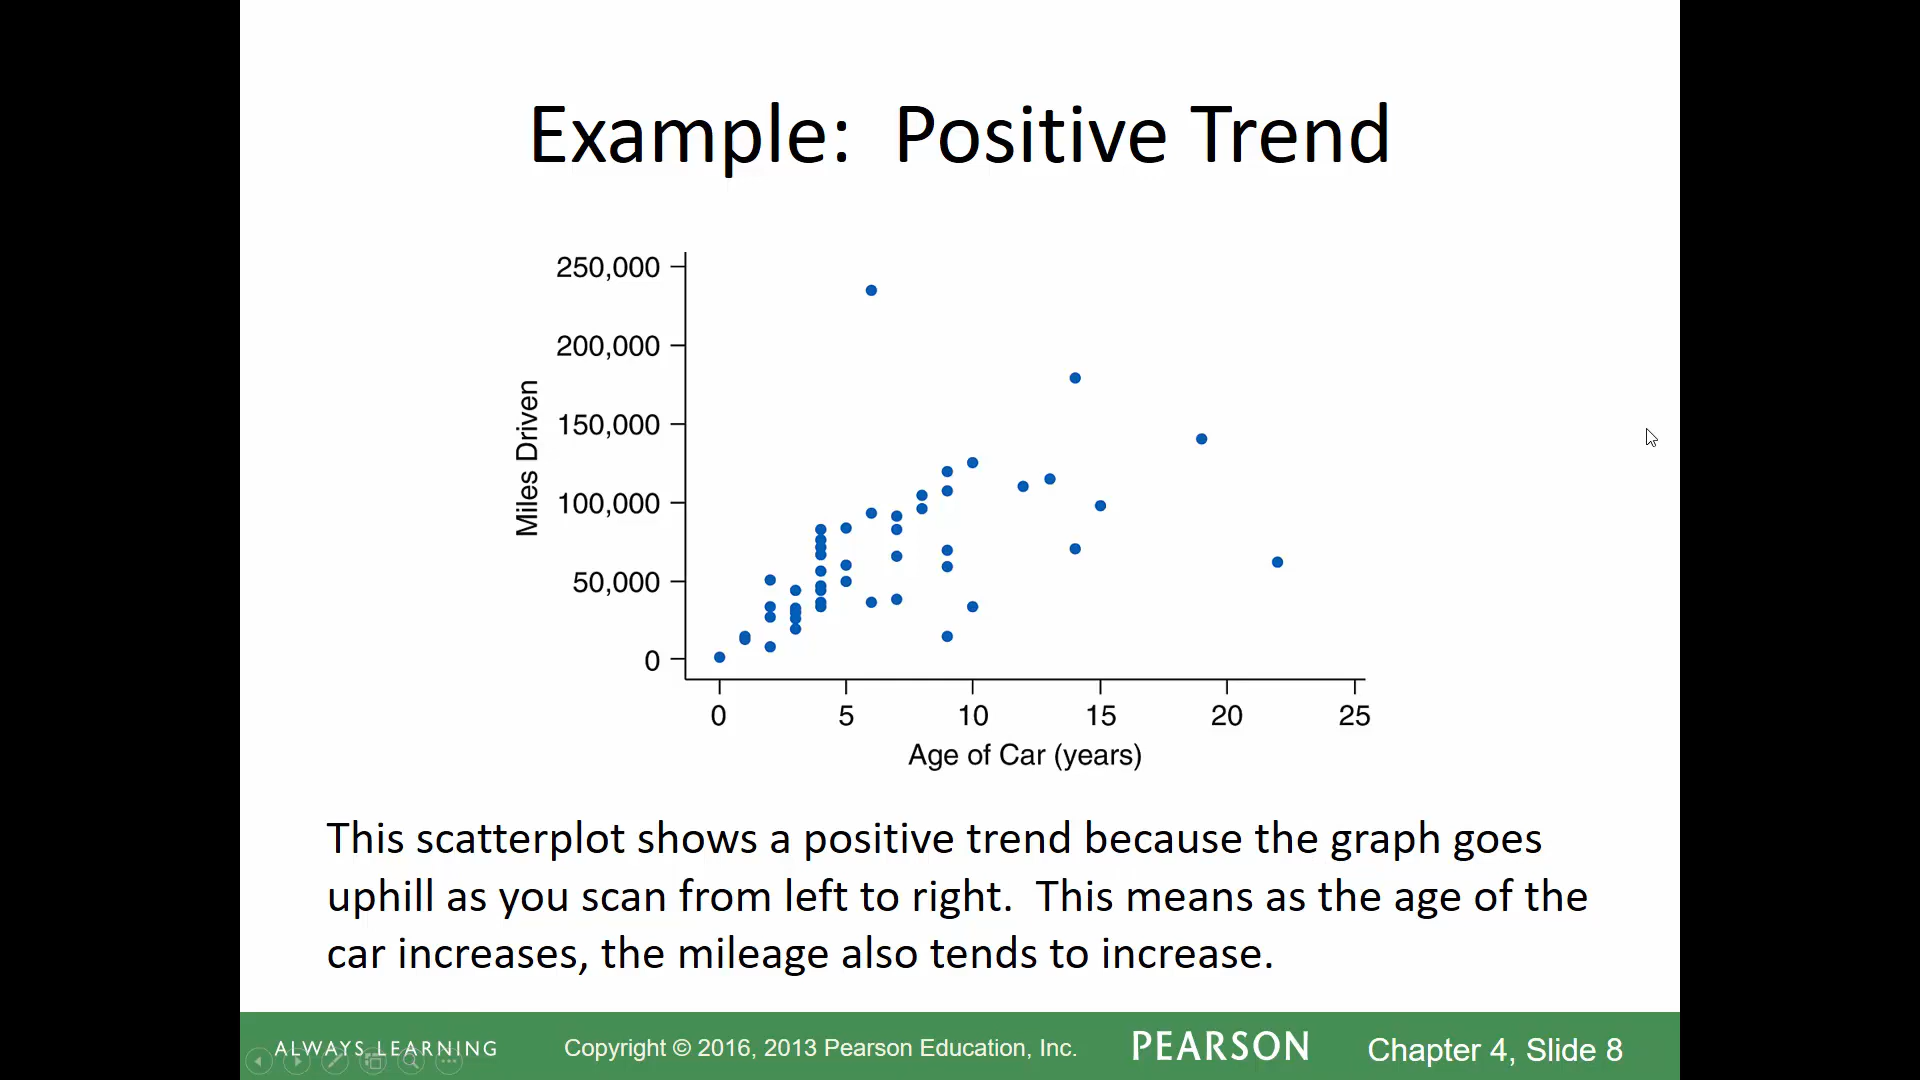 Example: Positive Trend
250,000
200,000
150,000
100,000
50,000
0
Miles Driven
0 5 10 15 20 25
Age of Car (years)
This scatterplot shows a positive trend because the graph goes
uphill as you scan from left to right. This means as the age of the
car increases, the mileage also tends to increase.
ALWAYS LEARNING Copyright © 2016, 2013 Pearson Education, Inc. PEARSON Chapter 4, Slide 8